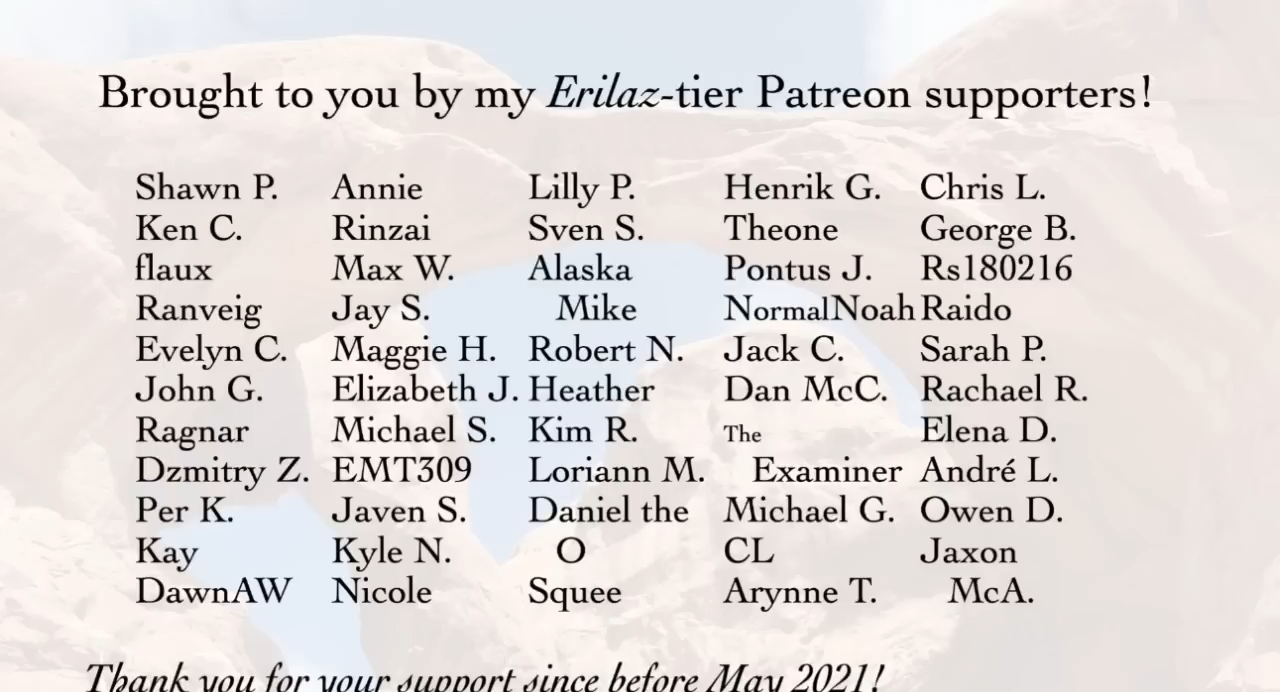 Brought to you by my Erilaz-tier Patreon supporters!
Shawn P.
Ken C.
flaux
Ranveig
Evelyn C.
John G.
Ragnar
Dzmitry Z.
Per K.
Kay
DawnAW
Annie
Rinzai
Max W.
Jay S.
Maggie H.
Elizabeth J.
Michael S.
EMT309
Javen S.
Kyle N.
Nicole
Lilly P.
Sven S.
Alaska
Mike
Robert N.
Heather
Kim R.
Loriann M.
Daniel the
O
Squee
Henrik G.
Theone
Pontus J.
NormalNoah
Jack C.
Dan McC.
The
Examiner
Michael G.
CL
Arynne T.
Chris L.
George B.
Rs180216
Raido
Sarah P.
Rachael R.
Elena D.
André L.
Owen D.
Jaxon
McA.
Thank you for your support since before May 2021!